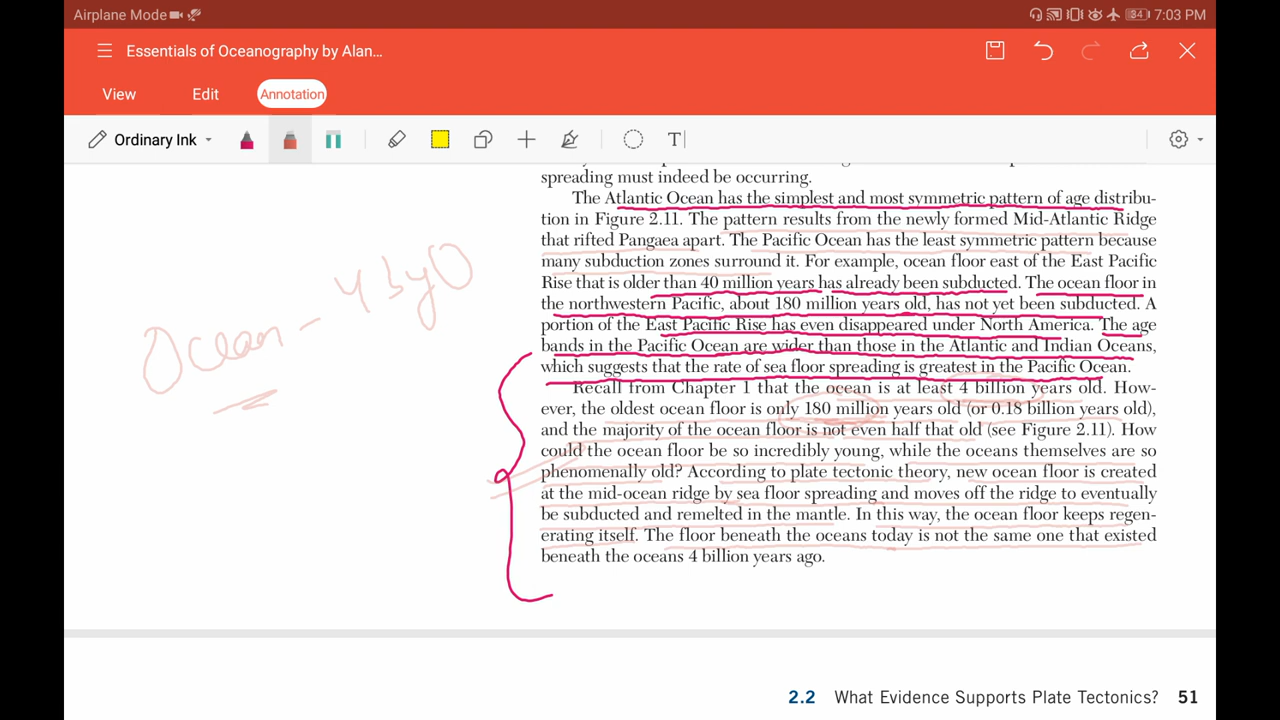 Airplane Mode
34 7:03 PM
Essentials of Oceanography by Alan...
View Edit Annotation
Ordinary Ink T
spreading must indeed be occurring.
The Atlantic Ocean has the simplest and most symmetric pattern of age distribu-
tion in Figure 2.11. The pattern results from the newly formed Mid-Atlantic Ridge
that rifted Pangaea apart. The Pacific Ocean has the least symmetric pattern because
many subduction zones surround it. For example, ocean floor east of the East Pacific
Rise that is older than 40 million years has already been subducted. The ocean floor in
the northwestern Pacific, about 180 million years old, has not yet been subducted. A
portion of the East Pacific Rise has even disappeared under North America. The age
bands in the Pacific Ocean are wider than those in the Atlantic and Indian Oceans,
which suggests that the rate of sea floor spreading is greatest in the Pacific Ocean.
Recall from Chapter 1 that the ocean is at least 4 billion years old. How-
ever, the oldest ocean floor is only 180 million years old (or 0.18 billion years old),
and the majority of the ocean floor is not even half that old (see Figure 2.11). How
could the ocean floor be so incredibly young, while the oceans themselves are so
phenomenally old? According to plate tectonic theory, new ocean floor is created
at the mid-ocean ridge by sea floor spreading and moves off the ridge to eventually
be subducted and remelted in the mantle. In this way, the ocean floor keeps regen-
erating itself. The floor beneath the oceans today is not the same one that existed
beneath the oceans 4 billion years ago.
Ocean - 4 byO
2.2 What Evidence Supports Plate Tectonics? 51